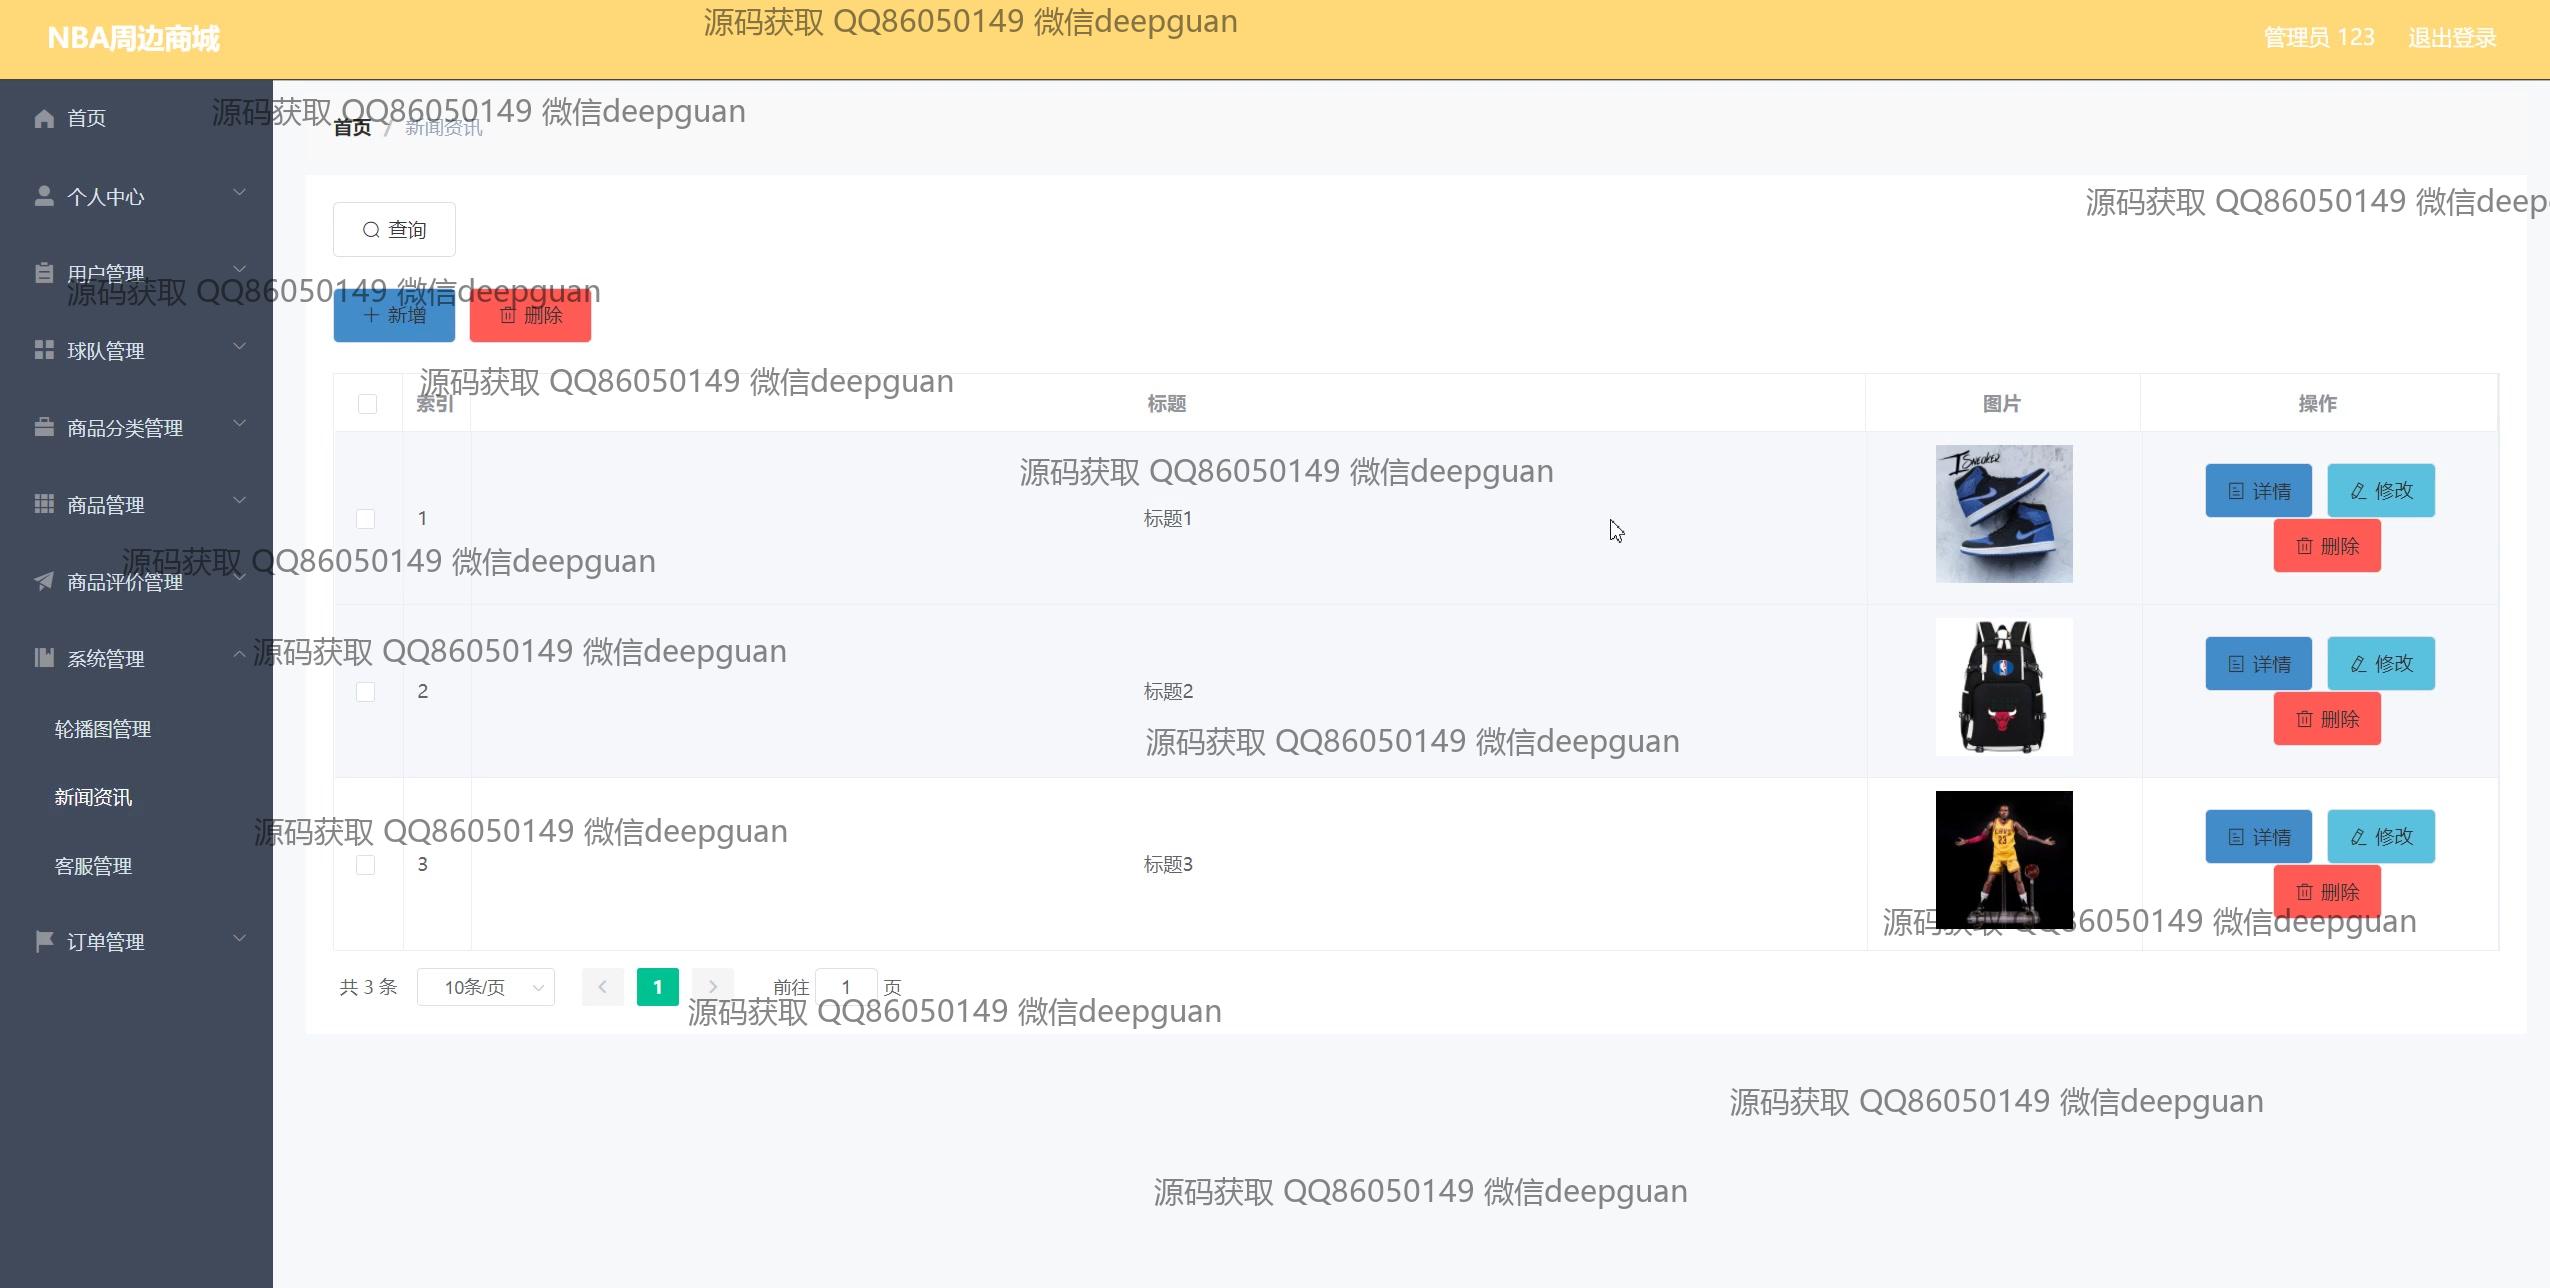 源码获取 QQ86050149 微信deepguan
NBA周边商城
管理员 123
退出登录
首页
源码获取 QQ86050149 微信deepguan
首页 / 新闻资讯
个人中心
源码获取 QQ86050149 微信deep
查询
用户管理
源码获取 QQ86050149 微信deepguan
新增
删除
球队管理
源码获取 QQ86050149 微信deepguan
索引 标题 图片 操作
商品分类管理
源码获取 QQ86050149 微信deepguan
I SNEAKER
详情 修改
商品管理
1 标题1
删除
源码获取 QQ86050149 微信deepguan
商品评价管理
源码获取 QQ86050149 微信deepguan
系统管理
详情 修改
2 标题2
删除
轮播图管理
源码获取 QQ86050149 微信deepguan
新闻资讯
源码获取 QQ86050149 微信deepguan
详情 修改
23
客服管理
3 标题3
删除
源码获取 QQ86050149 微信deepguan
订单管理
共 3 条 10条/页 1 前往 1 页
源码获取 QQ86050149 微信deepguan
源码获取 QQ86050149 微信deepguan
源码获取 QQ86050149 微信deepguan